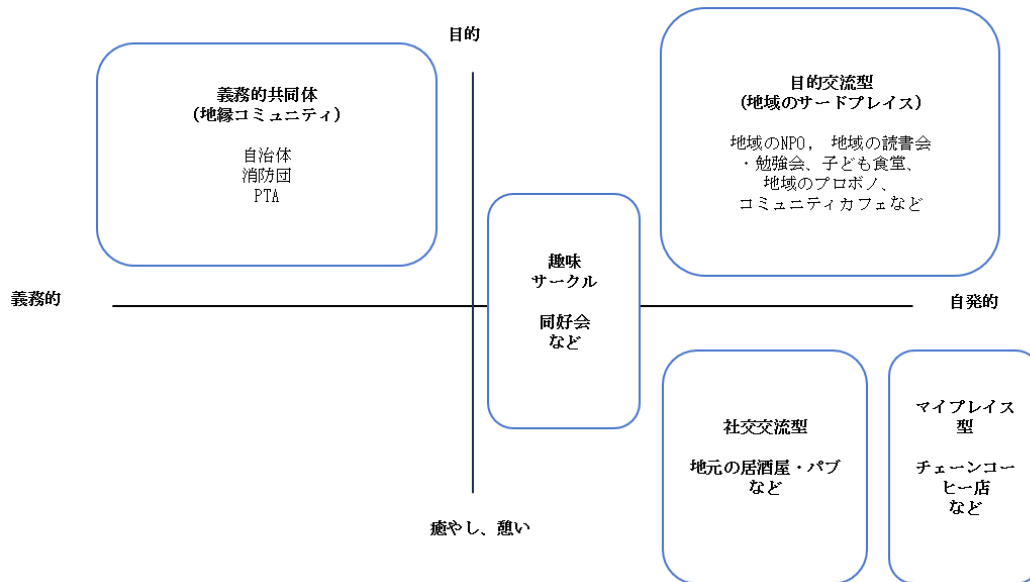 目的
義務的共同体
(地縁コミュニティ)
自治体
消防団
PTA
目的交流型
(地域のサードプレイス)
地域のNPO， 地域の読書会
・勉強会、子ども食堂、
地域のプロボノ、
コミュニティカフェなど
趣味
サークル
同好会
など
義務的
自発的
社交交流型
地元の居酒屋・パブ
など
マイプレイス
型
チェーンコー
ヒー店
など
癒やし、憩い